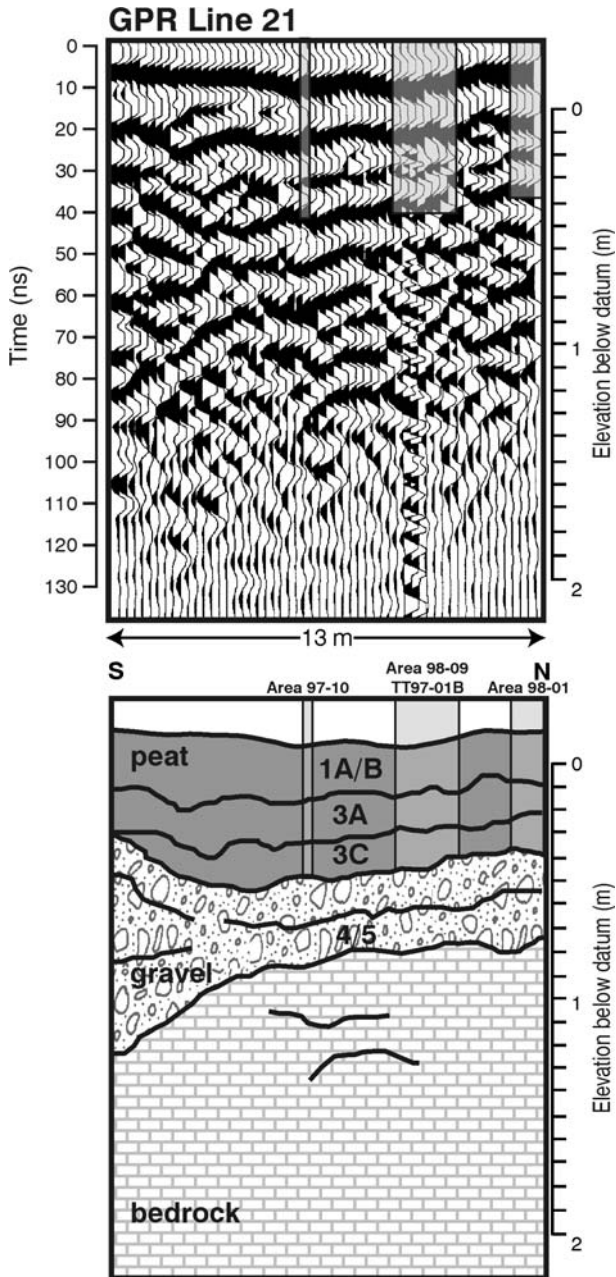 GPR Line 21
0
10
20
30
40
50
60
70
80
90
100
110
120
130
Time (ns)
0
1
2
Elevation below datum (m)
13 m
S
N
Area 97-10
Area 98-09
TT97-01B
Area 98-01
peat
1A/B
3A
3C
4/5
gravel
bedrock
0
1
2
Elevation below datum (m)